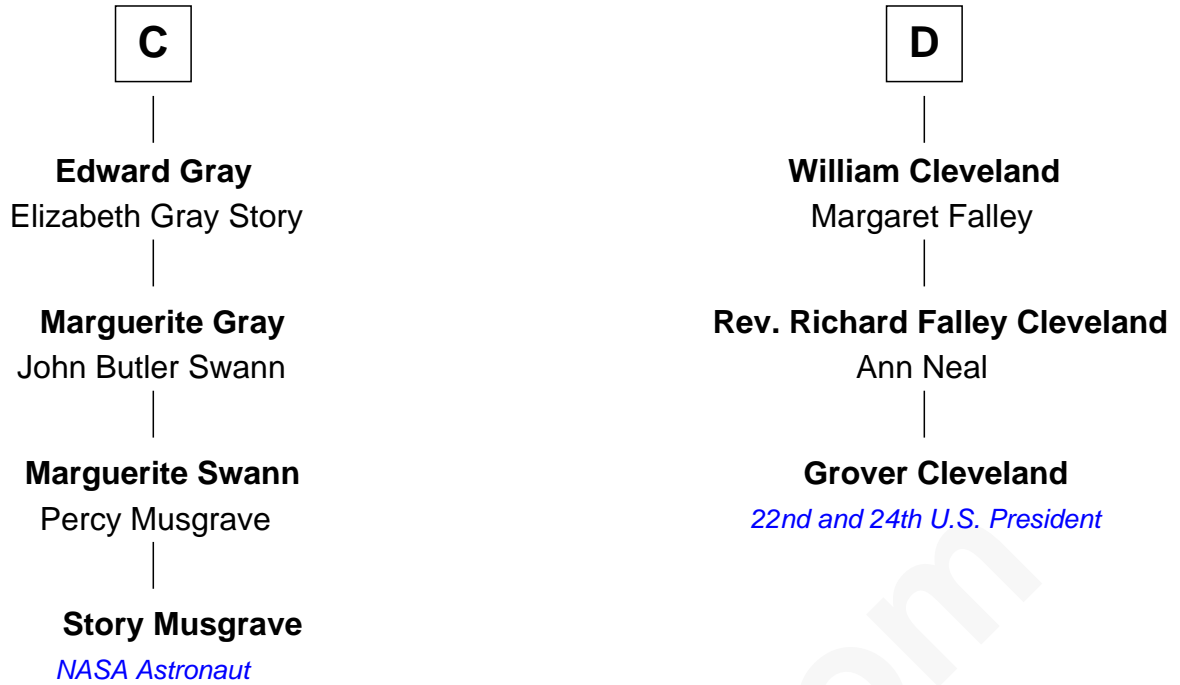 C
Edward Gray
Elizabeth Gray Story
Marguerite Gray
John Butler Swann
Marguerite Swann
Percy Musgrave
Story Musgrave
NASA Astronaut
D
William Cleveland
Margaret Falley
Rev. Richard Falley Cleveland
Ann Neal
Grover Cleveland
22nd and 24th U.S. President